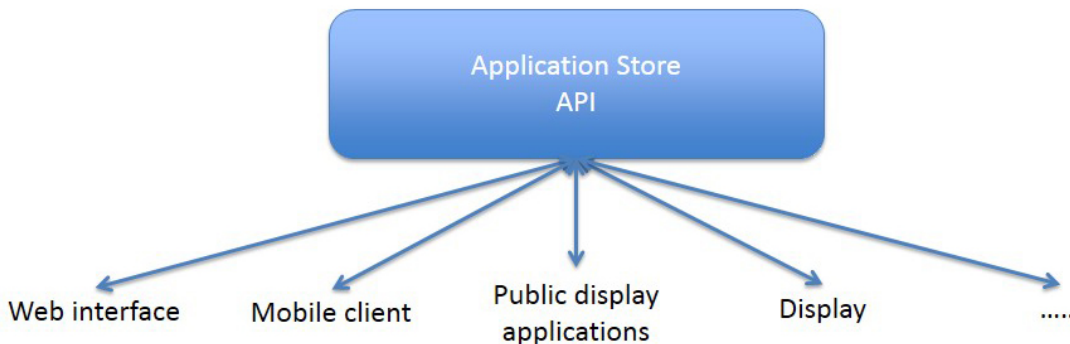 Application Store
API
Web interface
Mobile client
Public display
applications
Display
.....